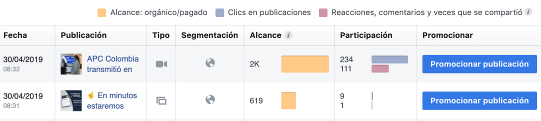 Alcance: orgánico/pagado Clics en publicaciones Reacciones, comentarios y veces que se compartió
Fecha Publicación Tipo Segmentación Alcance Participación Promocionar
30/04/2019 APC Colombia 2K 234 Promocionar publicación
08:32 transmitió en 111
30/04/2019 En minutos 619 9 Promocionar publicación
08:31 estaremos 1